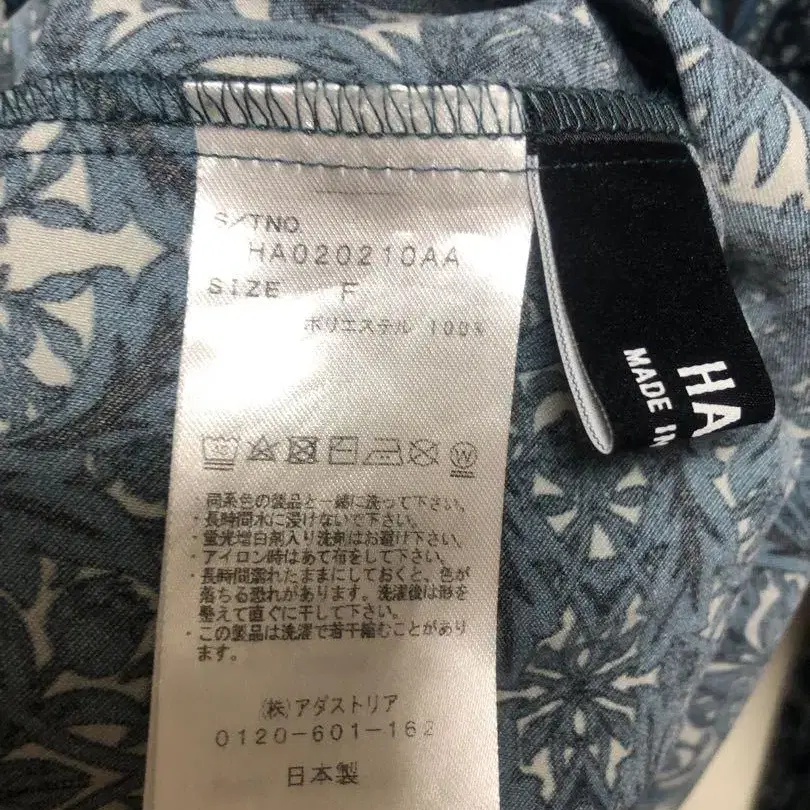 S/TNO
HA020210AA
SIZE F
ポリエステル 100%
・同系色の製品と一緒に洗って下さい。
・長時間水に浸けないで下さい。
・蛍光増白剤入り洗剤はお避け下さい。
・アイロン時はあて布をして下さい。
・長時間濡れたままにしておくと、色が
落ちる恐れがあります。洗濯後は形を
整えて直ぐに干して下さい。
・この製品は洗濯で若干縮むことがあり
ます。
(株)アダストリア
0120-601-162
日本製
HA
MADE IN